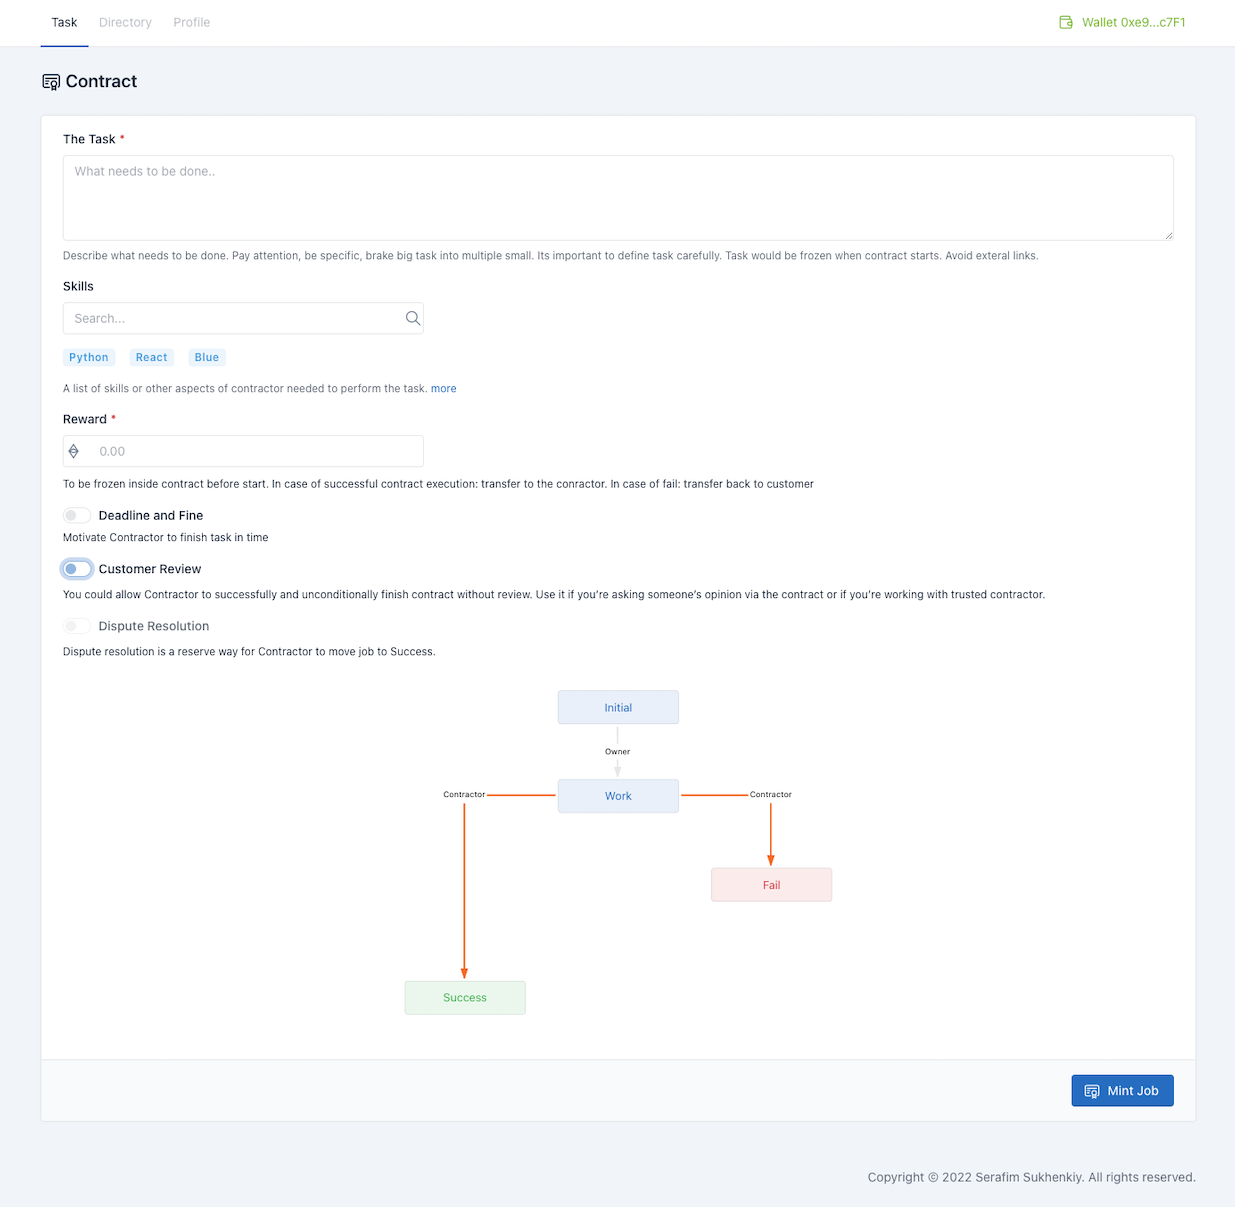 Task Directory Profile Wallet 0xe9...c7F1
Contract
The Task *
What needs to be done..
Describe what needs to be done. Pay attention, be specific, brake big task into multiple small. Its important to define task carefully. Task would be frozen when contract starts. Avoid exteral links.
Skills
Search...
Python React Blue
A list of skills or other aspects of contractor needed to perform the task. more
Reward *
0.00
To be frozen inside contract before start. In case of successful contract execution: transfer to the conractor. In case of fail: transfer back to customer
Deadline and Fine
Motivate Contractor to finish task in time
Customer Review
You could allow Contractor to successfully and unconditionally finish contract without review. Use it if you're asking someone's opinion via the contract or if you're working with trusted contractor.
Dispute Resolution
Dispute resolution is a reserve way for Contractor to move job to Success.
Initial
Owner
Contractor Work Contractor
Fail
Success
Mint Job
Copyright © 2022 Serafim Sukhenkiy. All rights reserved.